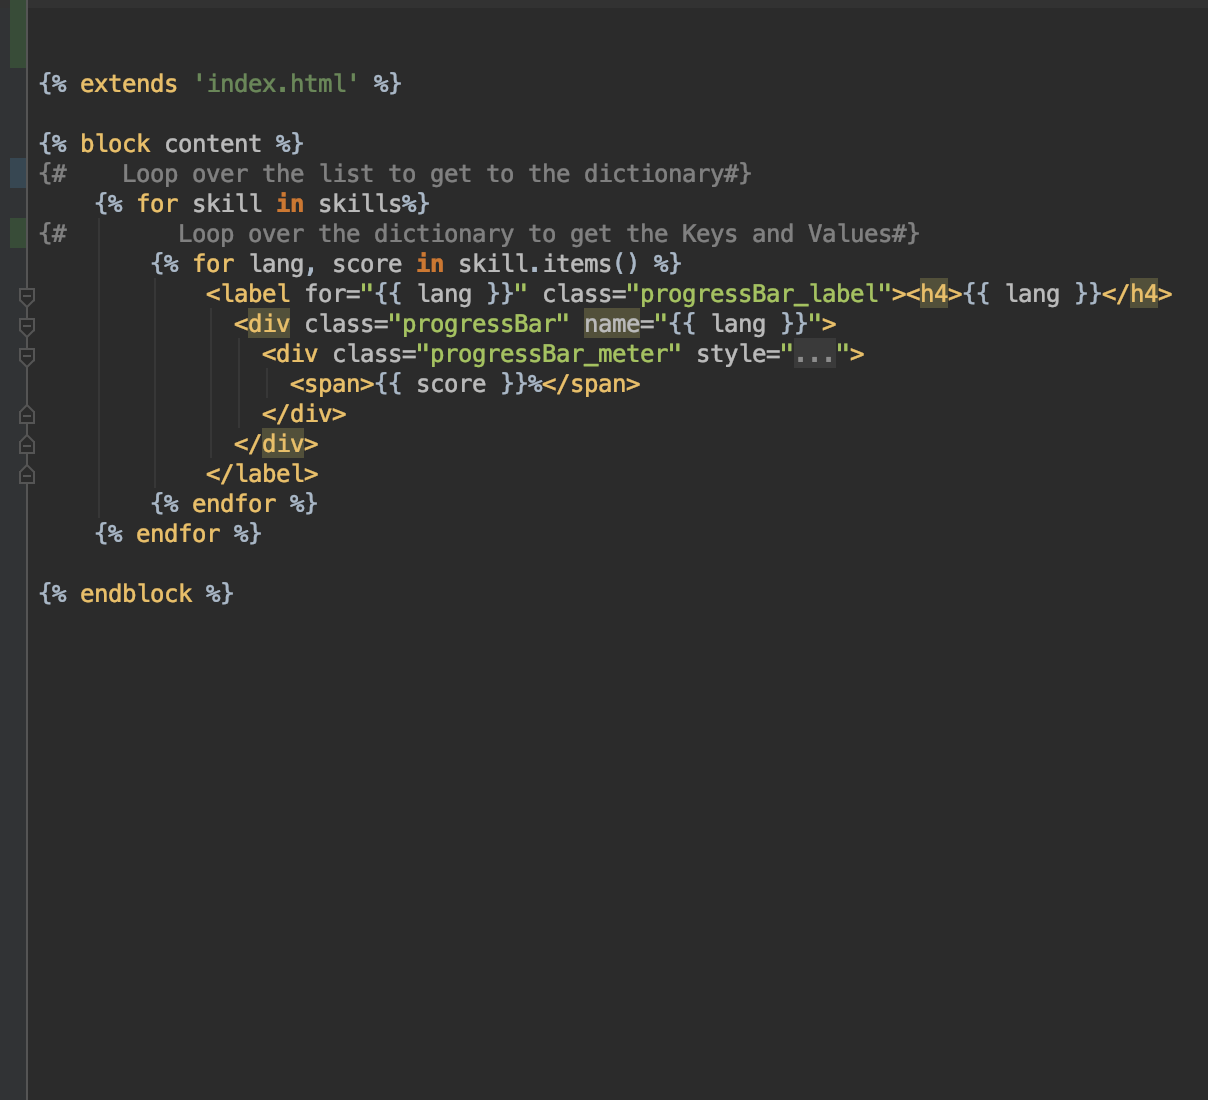 {% extends 'index.html' %}
{% block content %}
{#    Loop over the list to get to the dictionary#}
    {% for skill in skills%}
{#        Loop over the dictionary to get the Keys and Values#}
        {% for lang, score in skill.items() %}
            <label for="{{ lang }}" class="progressBar_label"><h4>{{ lang }}</h4>
              <div class="progressBar" name="{{ lang }}">
                <div class="progressBar_meter" style="...">
                  <span>{{ score }}%</span>
                </div>
              </div>
            </label>
        {% endfor %}
    {% endfor %}
{% endblock %}